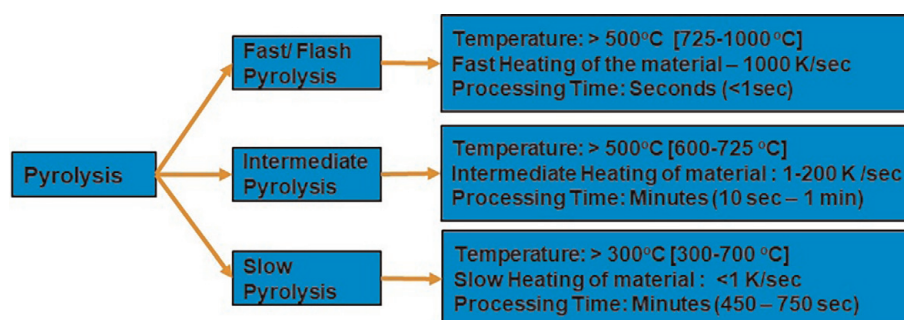 Pyrolysis
Fast/ Flash
Pyrolysis
Temperature: > 500°C [725-1000 °C]
Fast Heating of the material – 1000 K/sec
Processing Time: Seconds (<1sec)
Intermediate
Pyrolysis
Temperature: > 500°C [600-725 °C]
Intermediate Heating of material : 1-200 K /sec
Processing Time: Minutes (10 sec – 1 min)
Slow
Pyrolysis
Temperature: > 300°C [300-700 °C]
Slow Heating of material : <1 K/sec
Processing Time: Minutes (450 – 750 sec)